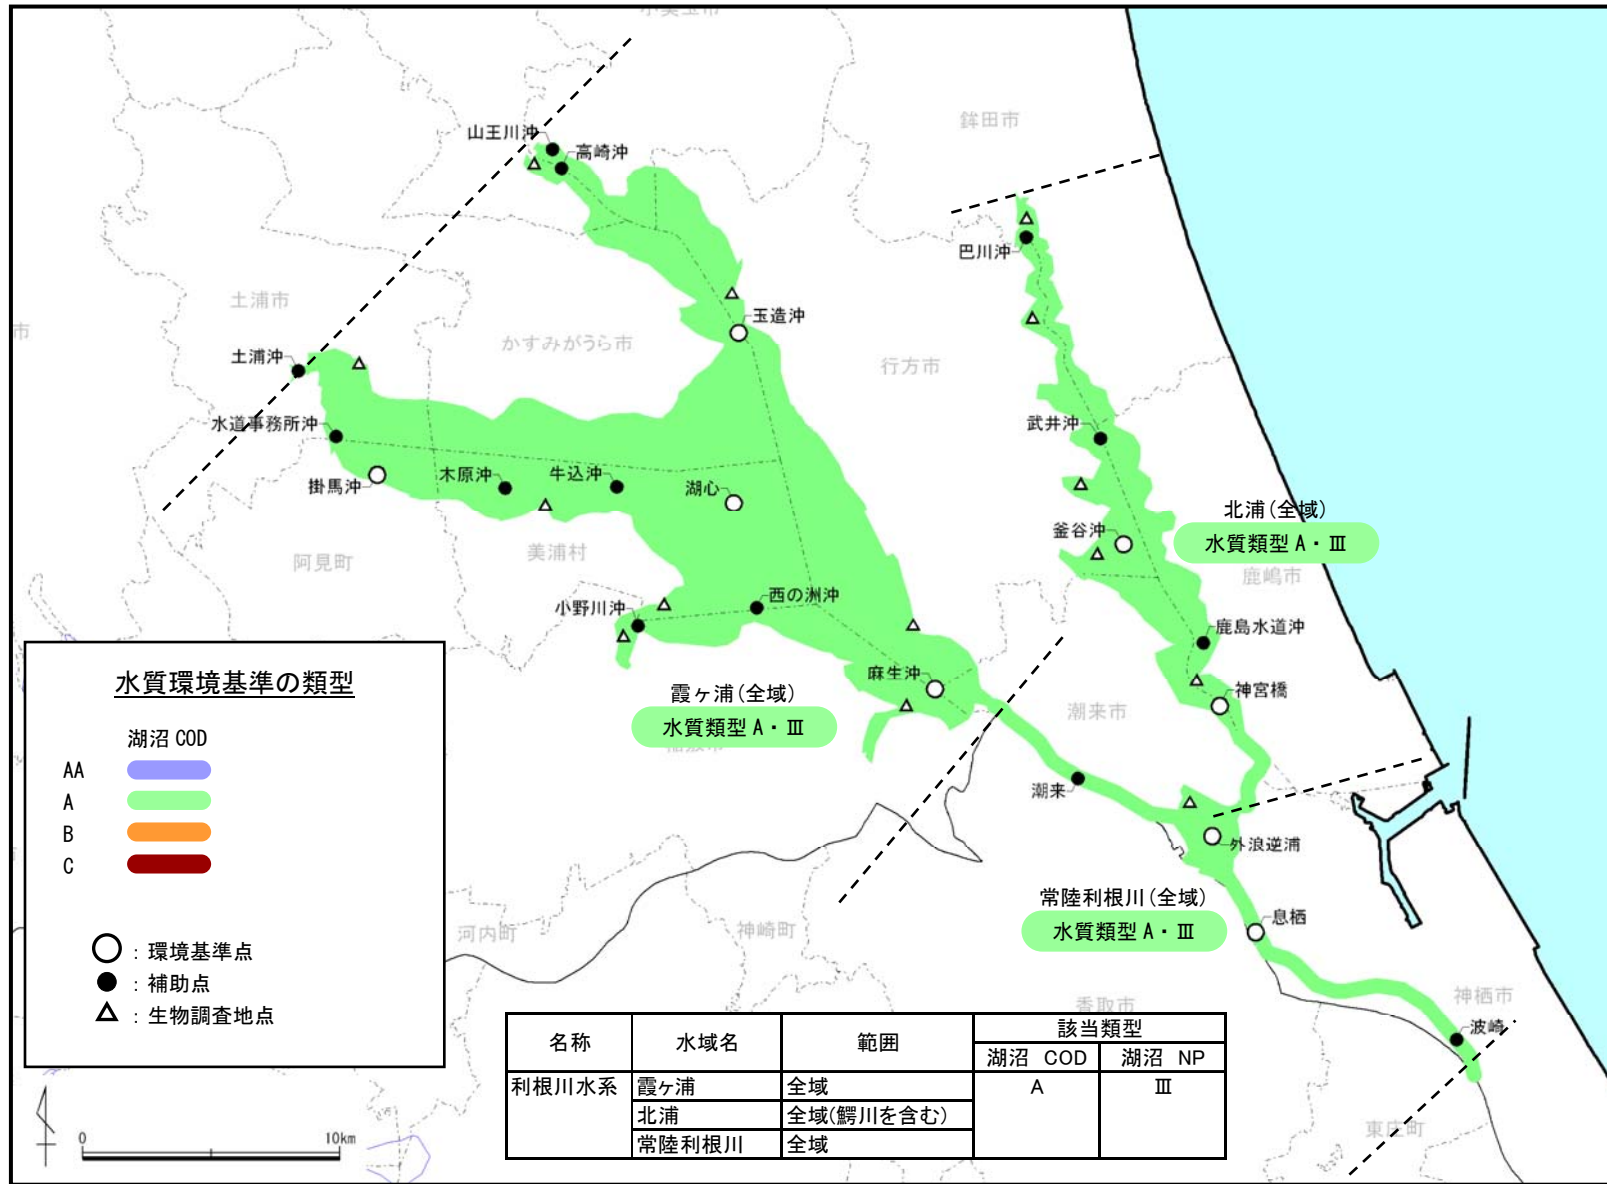 小美玉市
鉾田市
山王川沖
高崎沖
巴川沖
土浦市
市
玉造沖
かすみがうら市
行方市
土浦沖
水道事務所沖
武井沖
掛馬沖
木原沖
牛込沖
湖心
北浦(全域)
水質類型 A・Ⅲ
釜谷沖
阿見町
美浦村
鹿嶋市
小野川沖
西の洲沖
鹿島水道沖
麻生沖
神宮橋
霞ヶ浦(全域)
水質類型 A・Ⅲ
潮来市
潮来
外浪逆浦
常陸利根川(全域)
水質類型 A・Ⅲ
息栖
河内町
神崎町
香取市
神栖市
波崎
東庄町
水質環境基準の類型
湖沼 COD
AA
A
B
C
：環境基準点
：補助点
：生物調査地点
0 10km
名称 水域名 範囲 該当類型
湖沼 COD 湖沼 NP
利根川水系 霞ヶ浦 全域 A Ⅲ
北浦 全域(鰐川を含む)
常陸利根川 全域